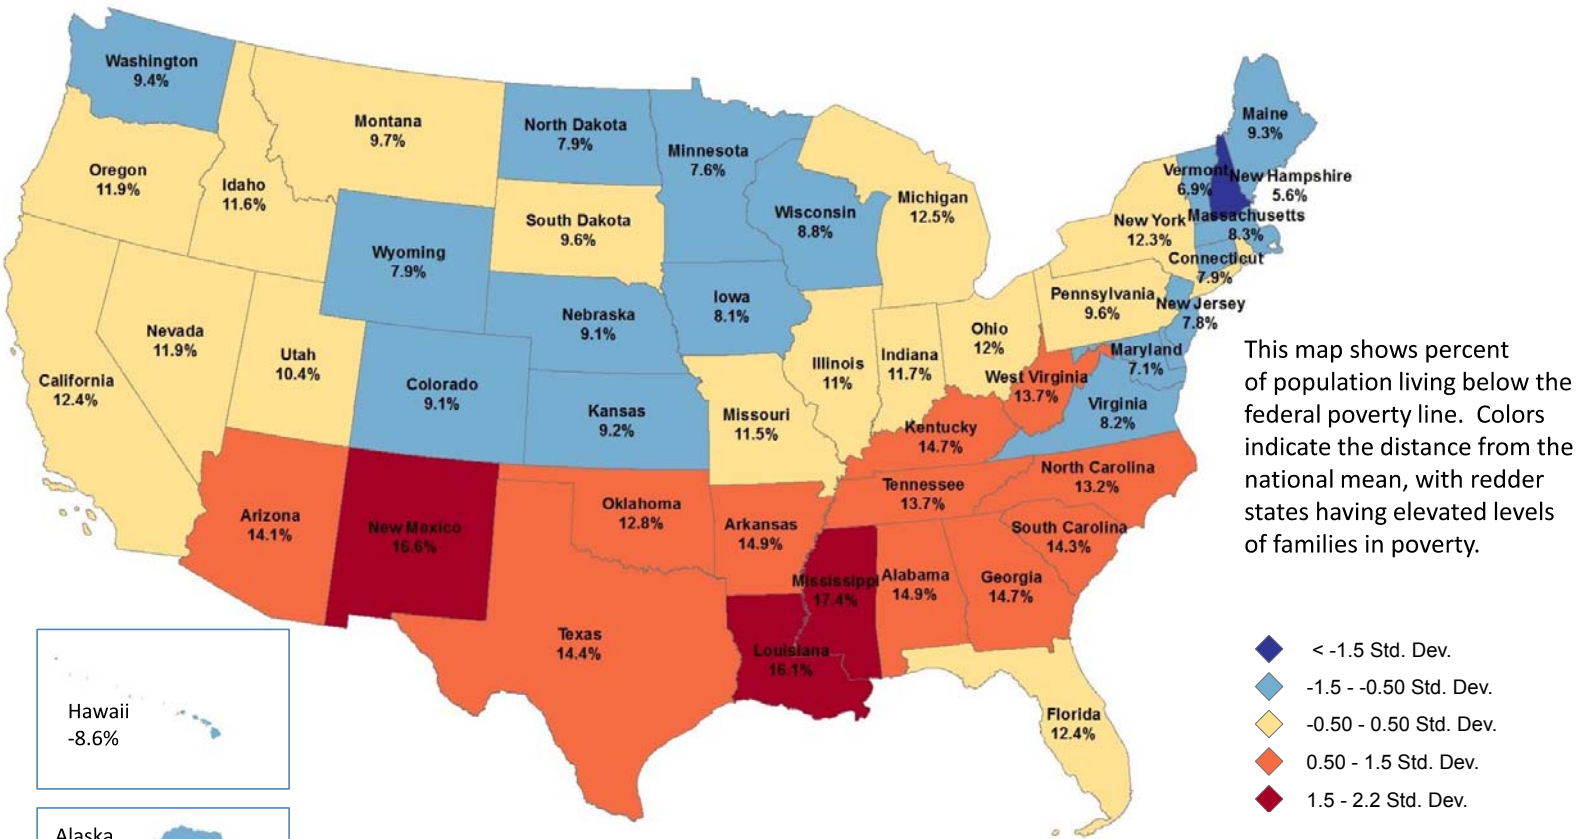 Washington
9.4%
Montana
9.7%
North Dakota
7.9%
Minnesota
7.6%
Maine
9.3%
Oregon
11.9%
Idaho
11.6%
Vermont
6.9%
New Hampshire
5.6%
South Dakota
9.6%
Wisconsin
8.8%
Michigan
12.5%
New York
12.3%
Massachusetts
8.3%
Wyoming
7.9%
Connecticut
7.9%
Iowa
8.1%
Nebraska
9.1%
Pennsylvania
9.6%
New Jersey
7.8%
Nevada
11.9%
Utah
10.4%
Colorado
9.1%
Illinois
11%
Indiana
11.7%
Ohio
12%
West Virginia
13.7%
Maryland
7.1%
California
12.4%
Kansas
9.2%
Missouri
11.5%
Kentucky
14.7%
Virginia
8.2%
Arizona
14.1%
New Mexico
16.6%
Oklahoma
12.8%
Arkansas
14.9%
Tennessee
13.7%
North Carolina
13.2%
South Carolina
14.3%
Mississippi
17.4%
Alabama
14.9%
Georgia
14.7%
Texas
14.4%
Louisiana
16.1%
Florida
12.4%
Hawaii
-8.6%
Alaska
This map shows percent
of population living below the
federal poverty line. Colors
indicate the distance from the
national mean, with redder
states having elevated levels
of families in poverty.
< -1.5 Std. Dev.
-1.5 - -0.50 Std. Dev.
-0.50 - 0.50 Std. Dev.
0.50 - 1.5 Std. Dev.
1.5 - 2.2 Std. Dev.